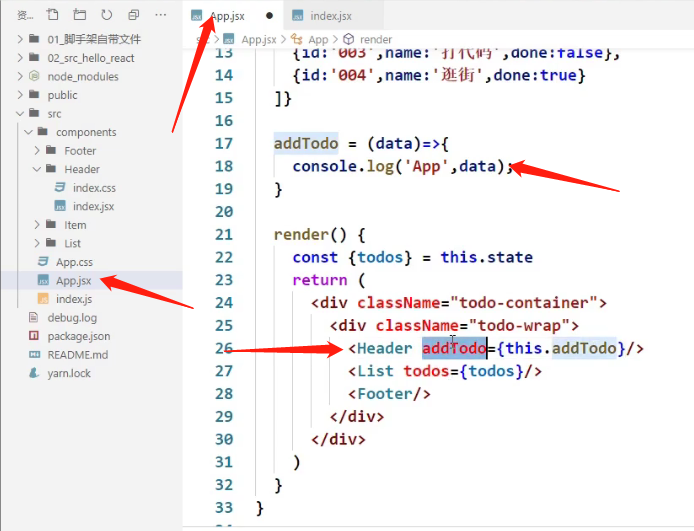 资... 
01_脚手架自带文件
02_src_hello_react
node_modules
public
src
components
Footer
Header
index.css
index.jsx
Item
List
App.css
App.jsx
index.js
debug.log
package.json
README.md
yarn.lock
App.jsx
index.jsx
App.jsx > App > render
13 {id:'003',name:'打代码',done:false},
14 {id:'004',name:'逛街',done:true}
15 ]}
16
17 addTodo = (data)=>{
18 console.log('App',data);
19 }
20
21 render() {
22 const {todos} = this.state
23 return (
24 <div className="todo-container">
25 <div className="todo-wrap">
26 <Header addTodo={this.addTodo}/>
27 <List todos={todos}/>
28 <Footer/>
29 </div>
30 </div>
31 )
32 }
33 }